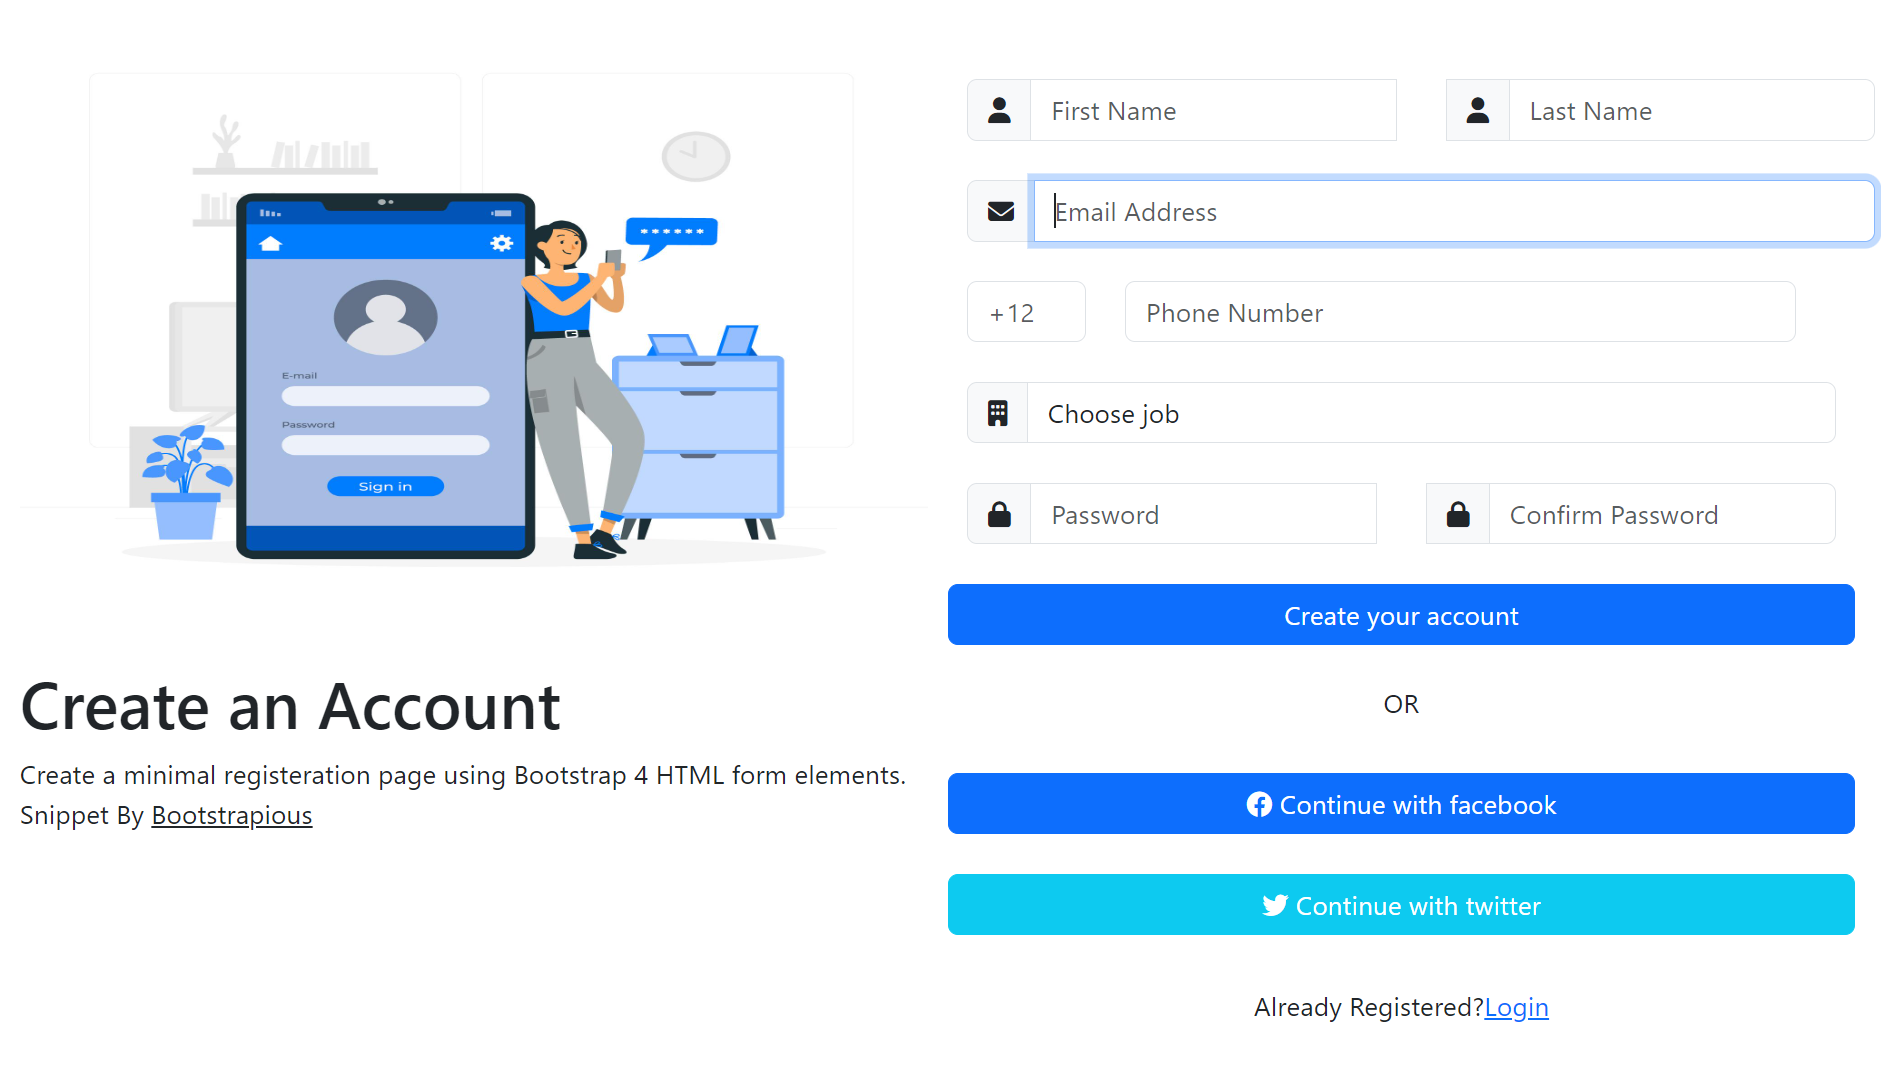 First Name
Last Name
Email Address
+12
Phone Number
Choose job
Password
Confirm Password
Create your account
OR
Continue with facebook
Continue with twitter
Already Registered?Login
******
E-mail
Password
Sign in
Create an Account
Create a minimal registeration page using Bootstrap 4 HTML form elements.
Snippet By Bootstrapious